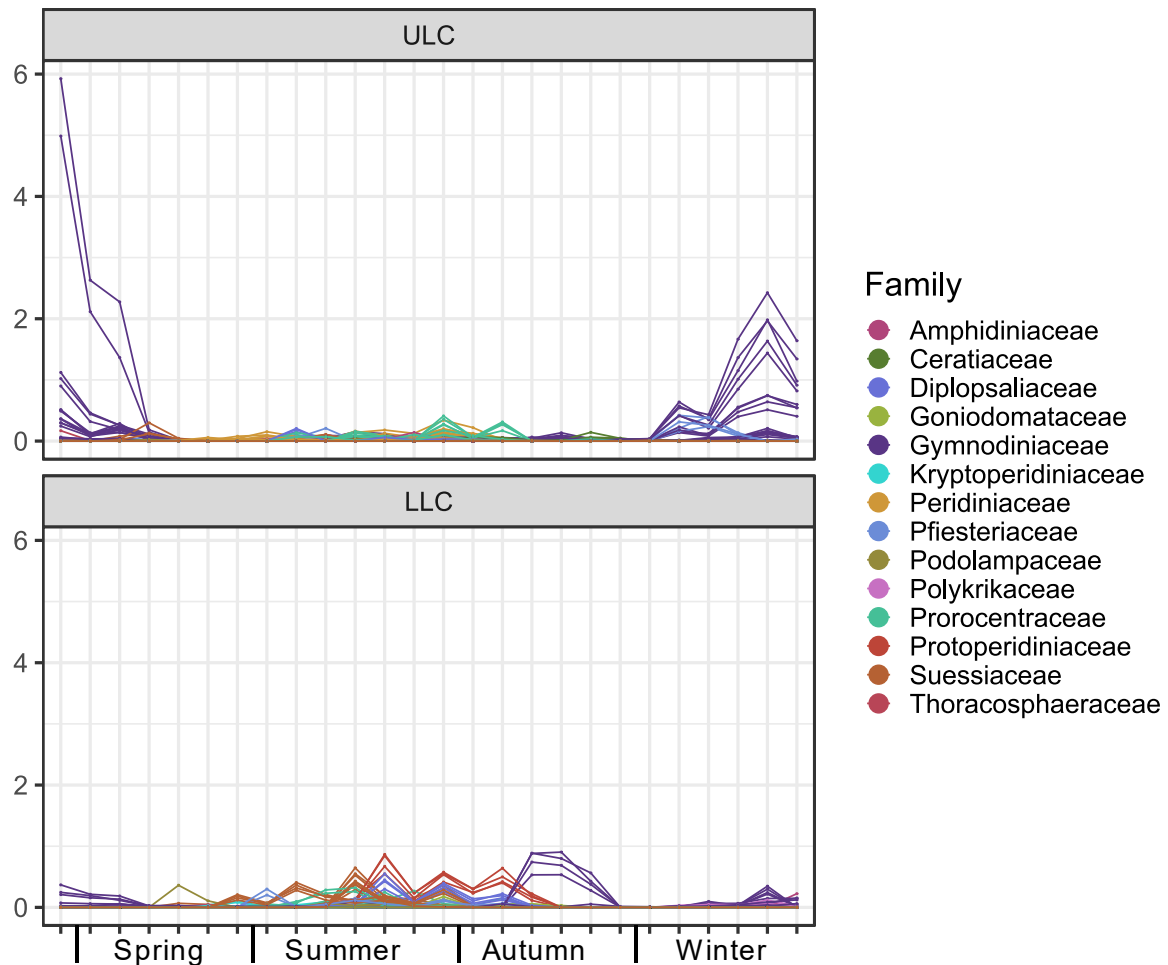 ULC
6
4
2
0
LLC
6
4
2
0
Spring Summer Autumn Winter
Family
Amphidiniaceae
Ceratiaceae
Diplopsaliaceae
Goniodomataceae
Gymnodiniaceae
Kryptoperidiniaceae
Peridiniaceae
Pfiesteriaceae
Podolampaceae
Polykrikaceae
Prorocentraceae
Protoperidiniaceae
Suessiaceae
Thoracosphaeraceae